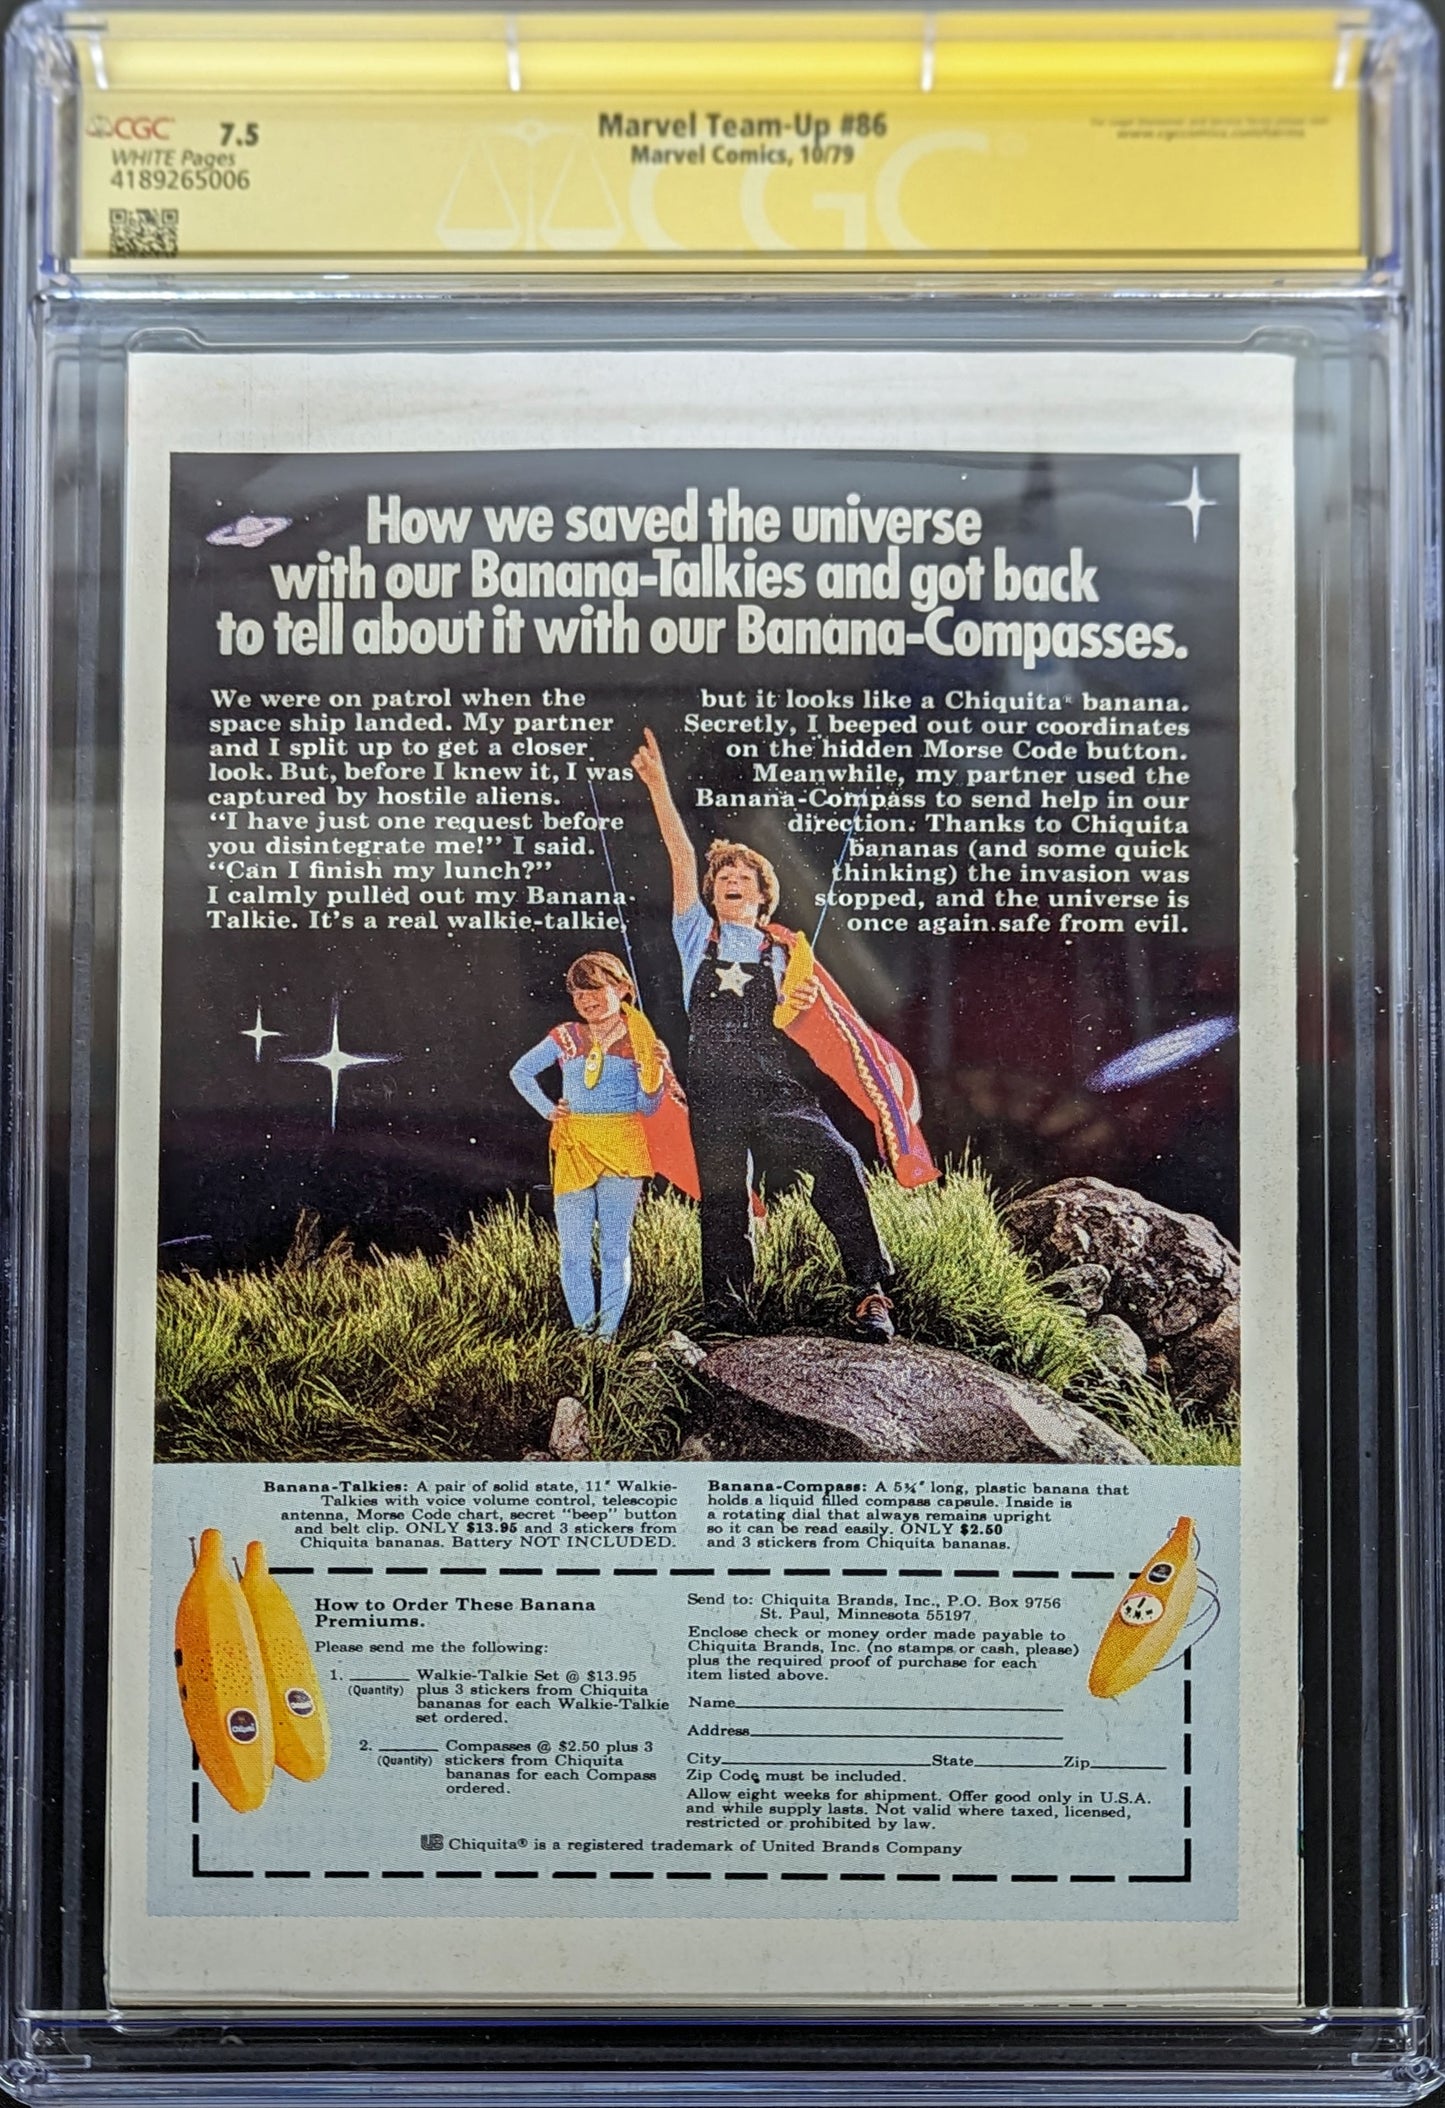 CGC 7.5
WHITE Pages
4189265006
Marvel Team-Up #86
Marvel Comics, 10/79
CGC
How we saved the universe
with our Banana-Talkies and got back
to tell about it with our Banana-Compasses.
We were on patrol when the
space ship landed. My partner
and I split up to get a closer
look. But, before I knew it, I was
captured by hostile aliens.
“I have just one request before
you disintegrate me!” I said.
“Can I finish my lunch?”
I calmly pulled out my Banana-
Talkie. It’s a real walkie-talkie,
but it looks like a Chiquita® banana.
Secretly, I beeped out our coordinates
on the hidden Morse Code button.
Meanwhile, my partner used the
Banana-Compass to send help in our
direction. Thanks to Chiquita
bananas (and some quick
thinking) the invasion was
stopped, and the universe is
once again safe from evil.
Banana-Talkies: A pair of solid state, 11" Walkie-
Talkies with voice volume control, telescopic
antenna, Morse Code chart, secret “beep” button
and belt clip. ONLY $13.95 and 3 stickers from
Chiquita bananas. Battery NOT INCLUDED.
Banana-Compass: A 5¾" long, plastic banana that
holds a liquid filled compass capsule. Inside is
a rotating dial that always remains upright
so it can be read easily. ONLY $2.50
and 3 stickers from Chiquita bananas.
How to Order These Banana
Premiums.
Please send me the following:
1. ______ Walkie-Talkie Set @ $13.95
(Quantity) plus 3 stickers from Chiquita
bananas for each Walkie-Talkie
set ordered.
2. ______ Compasses @ $2.50 plus 3
(Quantity) stickers from Chiquita
bananas for each Compass
ordered.
Send to: Chiquita Brands, Inc., P.O. Box 9756
St. Paul, Minnesota 55197
Enclose check or money order made payable to
Chiquita Brands, Inc. (no stamps or cash, please)
plus the required proof of purchase for each
item listed above.
Name
Address
City State Zip
Zip Code must be included.
Allow eight weeks for shipment. Offer good only in U.S.A.
and while supply lasts. Not valid where taxed, licensed,
restricted or prohibited by law.
Chiquita® is a registered trademark of United Brands Company